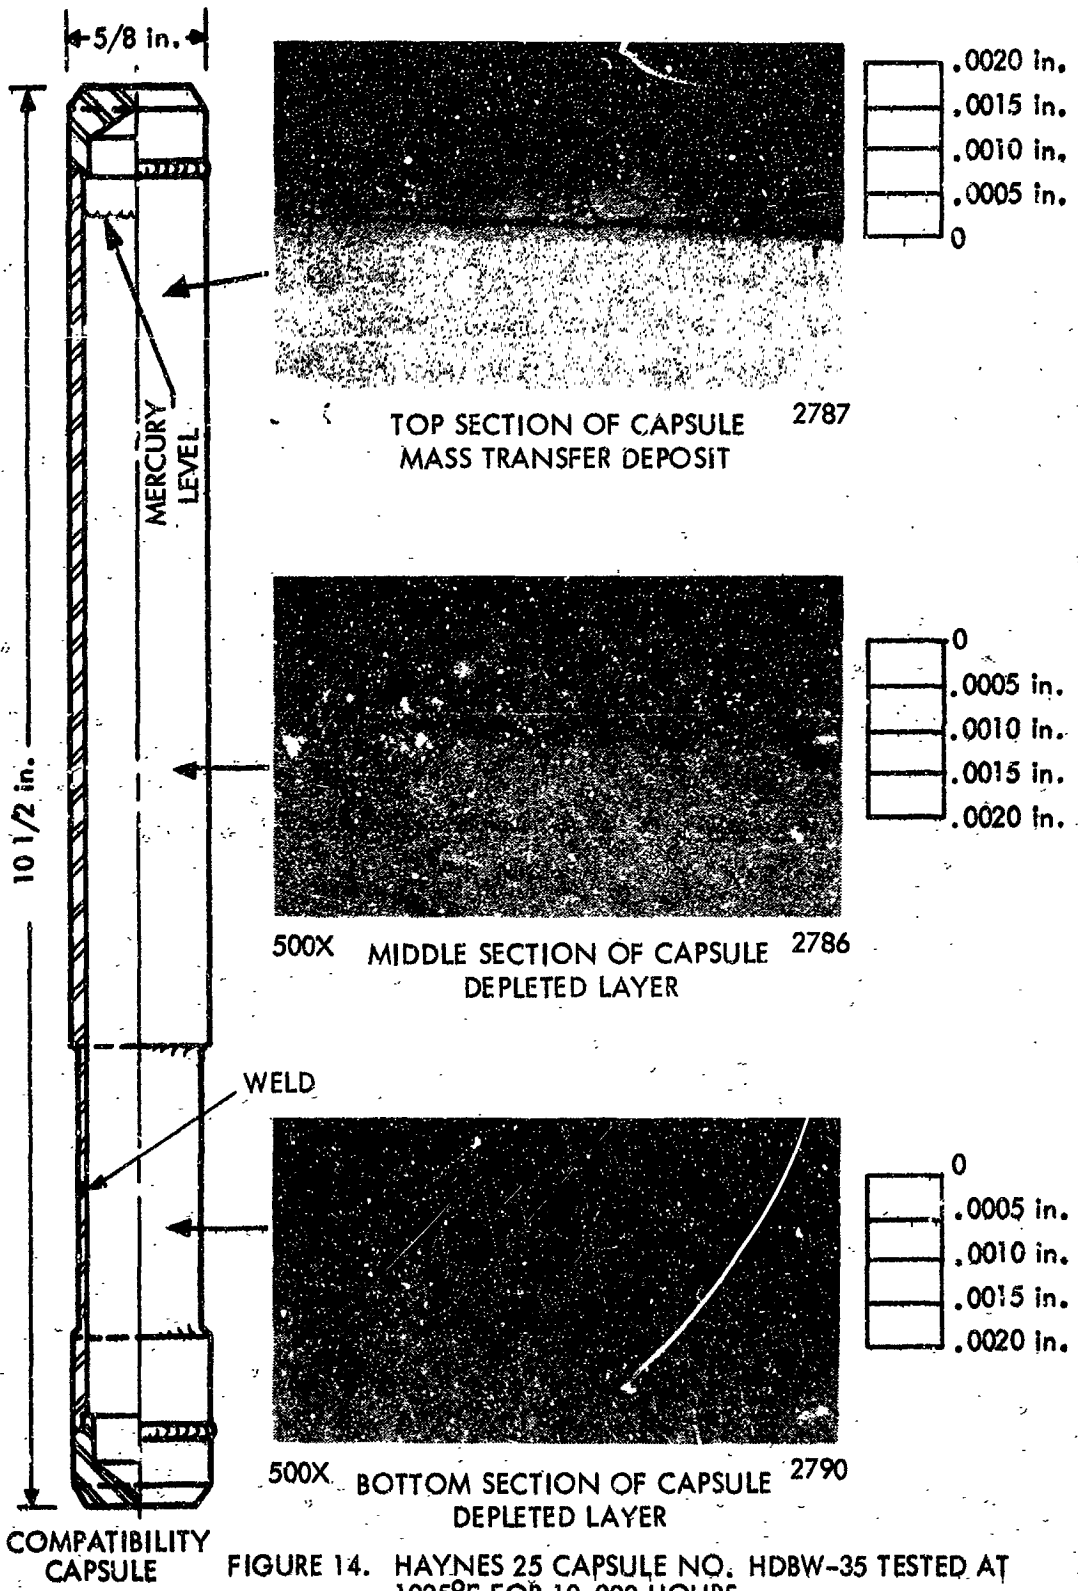 5/8 in.
.0020 in.
.0015 in.
.0010 in.
.0005 in.
0
TOP SECTION OF CAPSULE 2787
MASS TRANSFER DEPOSIT
MERCURY
LEVEL
10 1/2 in.
0
.0005 in.
.0010 in.
.0015 in.
.0020 in.
500X MIDDLE SECTION OF CAPSULE 2786
DEPLETED LAYER
WELD
0
.0005 in.
.0010 in.
.0015 in.
.0020 in.
500X BOTTOM SECTION OF CAPSULE 2790
DEPLETED LAYER
COMPATIBILITY
CAPSULE
FIGURE 14. HAYNES 25 CAPSULE NO. HDBW-35 TESTED AT
FOR HOURS